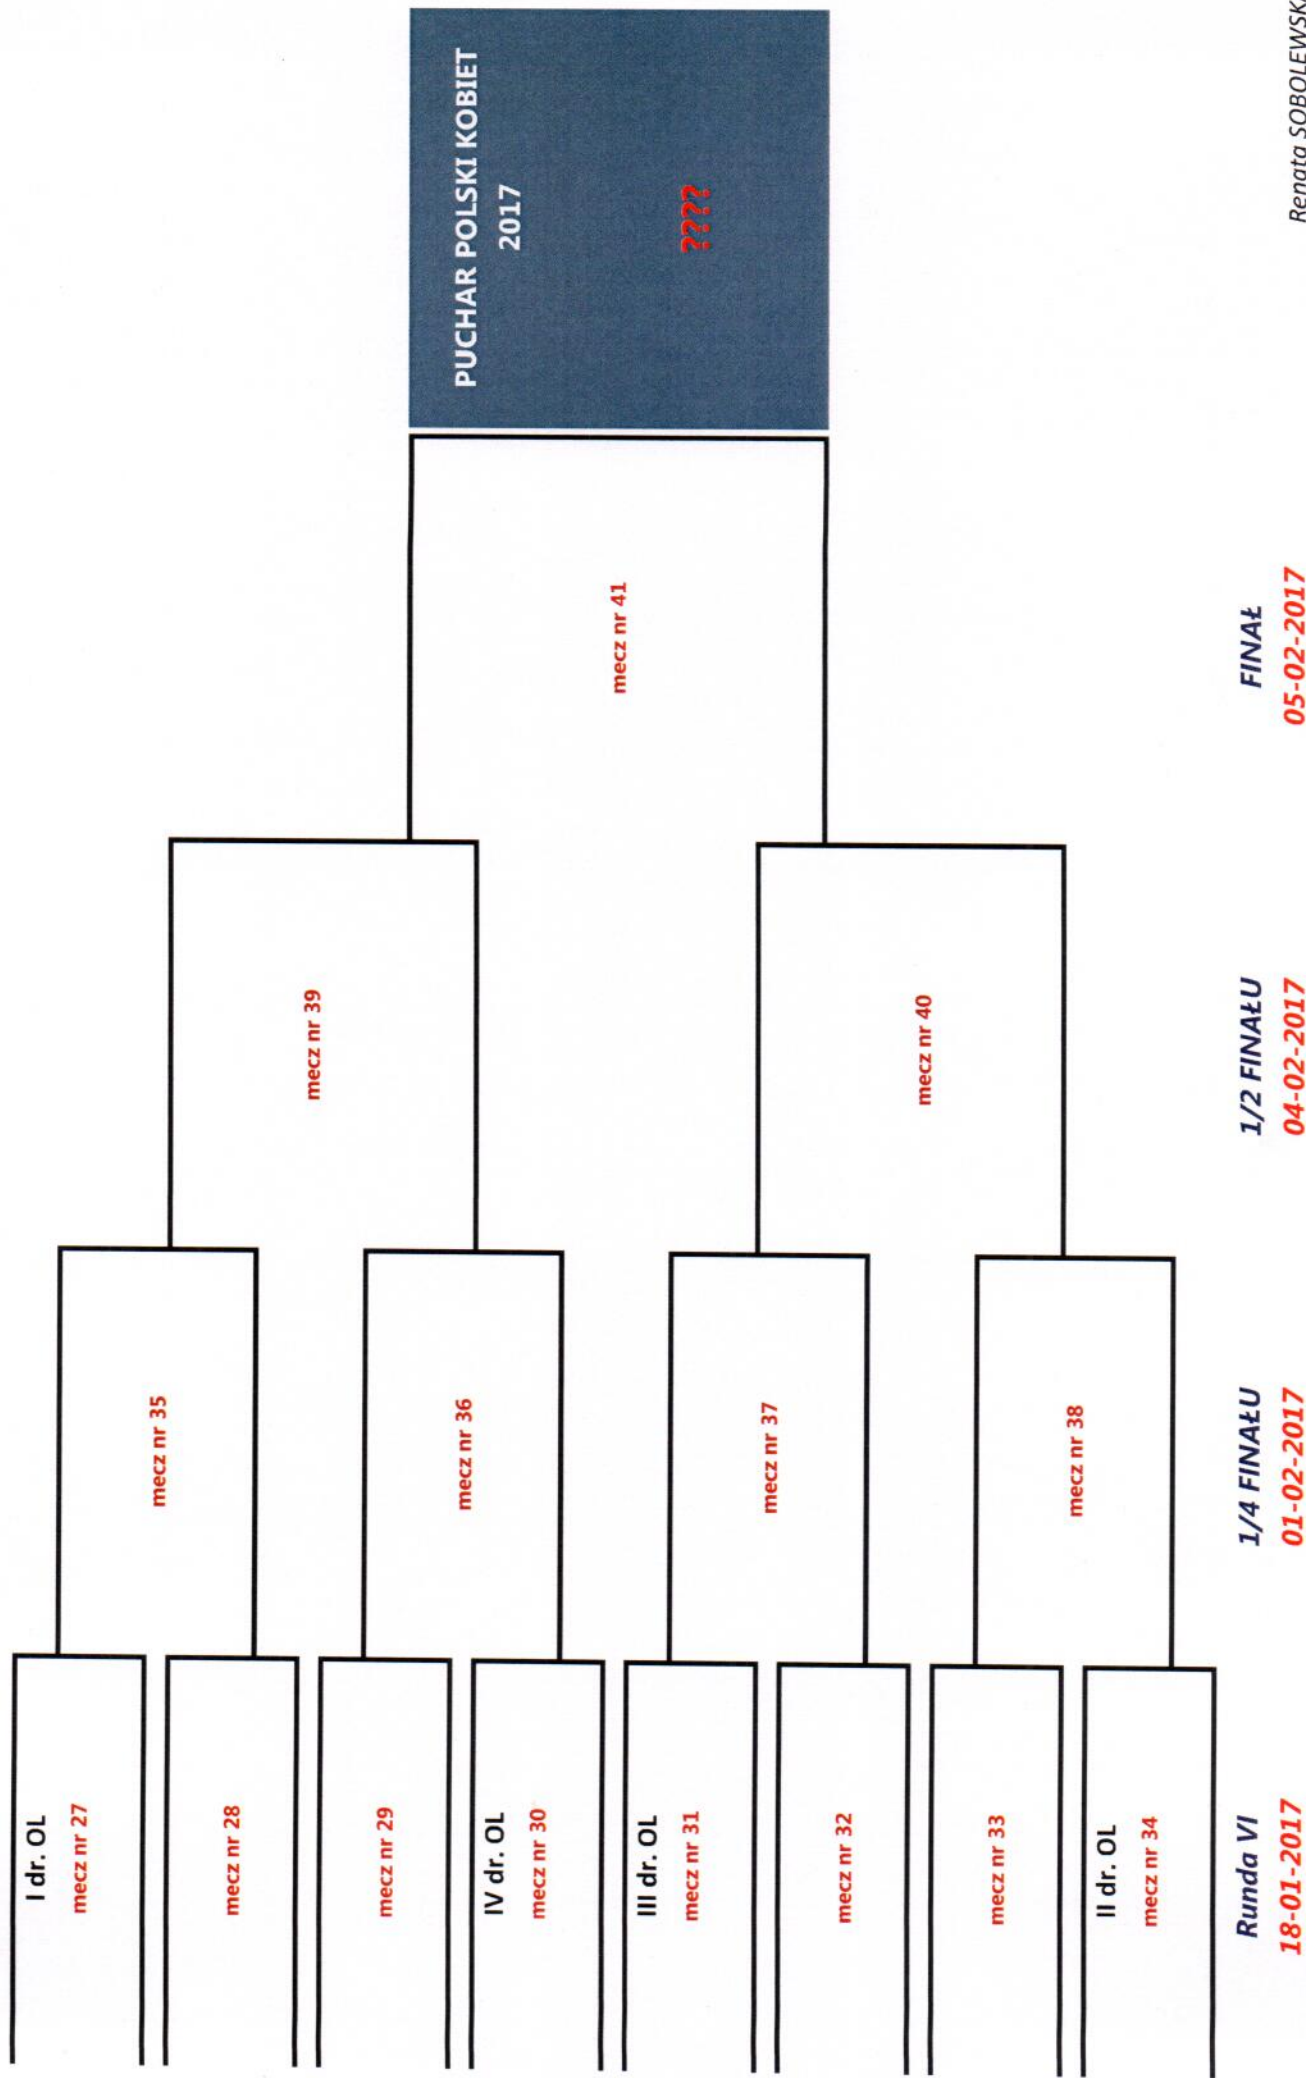 I dr. OL
mecz nr 27
mecz nr 28
mecz nr 29
IV dr. OL
mecz nr 30
III dr. OL
mecz nr 31
mecz nr 32
mecz nr 33
II dr. OL
mecz nr 34
Runda VI
18-01-2017
mecz nr 35
mecz nr 36
mecz nr 37
mecz nr 38
1/4 FINAŁU
01-02-2017
mecz nr 39
mecz nr 40
1/2 FINAŁU
04-02-2017
mecz nr 41
FINAŁ
05-02-2017
PUCHAR POLSKI KOBIET
2017
????
Renata SOBOLEWSKA